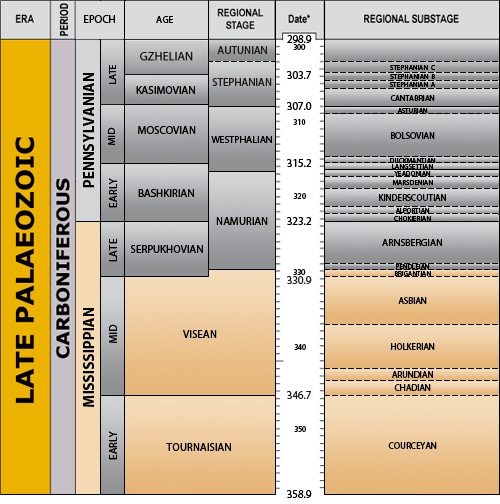 ERA
PERIOD
EPOCH
AGE
REGIONAL
STAGE
Date*
REGIONAL SUBSTAGE
LATE PALAEOZOIC
CARBONIFEROUS
PENNSYLVANIAN
MISSISSIPPIAN
LATE
MID
EARLY
LATE
MID
EARLY
GZHELIAN
KASIMOVIAN
MOSCOVIAN
BASHKIRIAN
SERPUKHOVIAN
VISEAN
TOURNAISIAN
AUTUNIAN
STEPHANIAN
WESTPHALIAN
NAMURIAN
298.9
300
303.7
307.0
310
315.2
320
323.2
330
330.9
340
346.7
350
358.9
STEPHANIAN C
STEPHANIAN B
STEPHANIAN A
CANTABRIAN
ASTURIAN
BOLSOVIAN
DUCKMANTIAN
LANGSETTIAN
YEADONIAN
MARSDENIAN
KINDERSCOUTIAN
ALPORTIAN
CHOKIERIAN
ARNSBERGIAN
PENDLEIAN
BRIGANTIAN
ASBIAN
HOLKERIAN
ARUNDIAN
CHADIAN
COURCEYAN